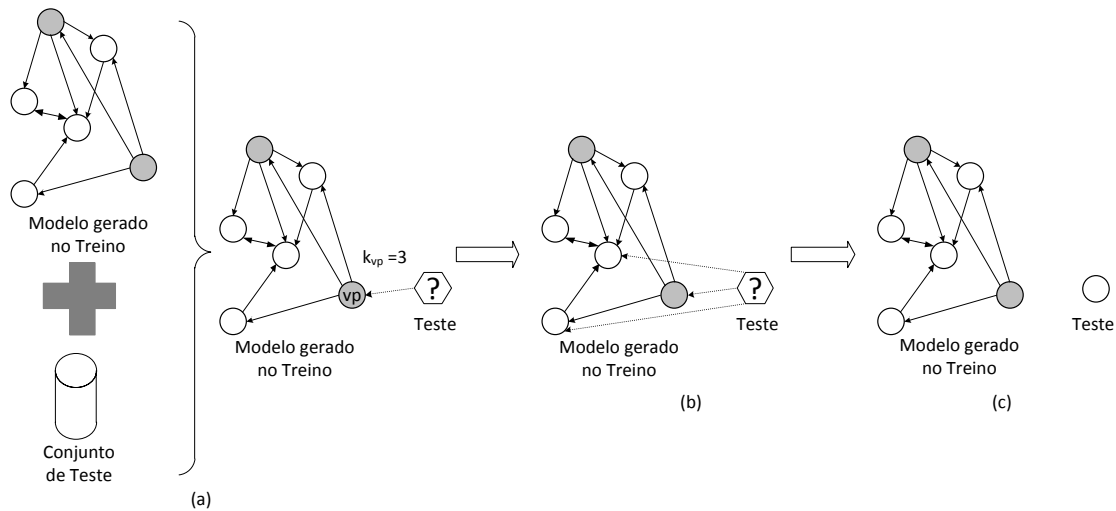 Modelo gerado
no Treino
Conjunto
de Teste
(a)
k_vp =3
vp
?
Teste
Modelo gerado
no Treino
?
Teste
Modelo gerado
no Treino
(b)
Teste
Modelo gerado
no Treino
(c)